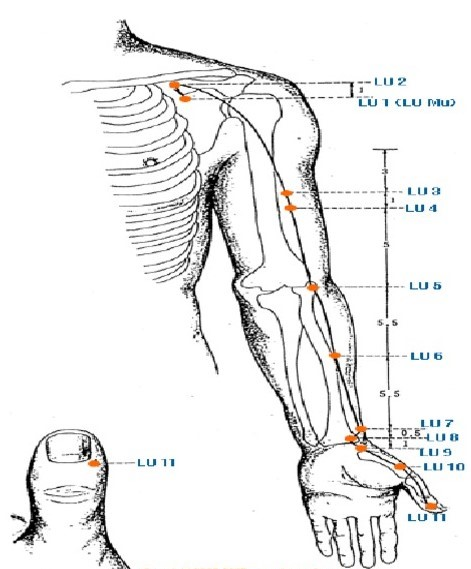 LU 2
1
LU 1 (LU Mu)
3
LU 3
1
LU 4
5
LU 5
5.5
LU 6
5.5
LU 7
0.5
LU 8
1
LU 9
LU 10
LU 11
LU 11